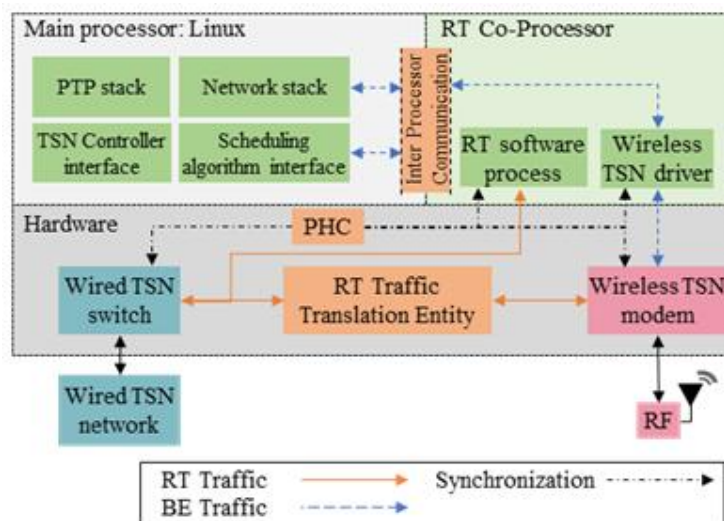 Main processor: Linux
RT Co-Processor
PTP stack
Network stack
TSN Controller
interface
Scheduling
algorithm interface
Inter Processor
Communication
RT software
process
Wireless
TSN driver
Hardware
PHC
Wired TSN
switch
RT Traffic
Translation Entity
Wireless TSN
modem
Wired TSN
network
RF
RT Traffic
Synchronization
BE Traffic